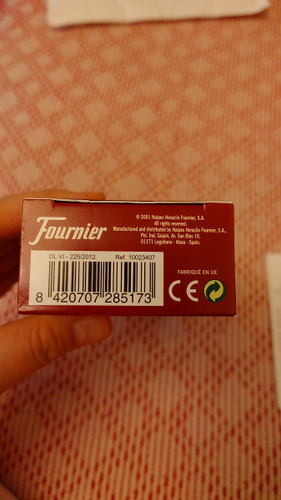 Fournier
© 2001 Naipes Heraclio Fournier, S.A.
All rights reserved.
Manufactured and distributed by Naipes Heraclio Fournier, S.A.,
Pol. Ind. Gojain, Av. San Blas 19;
01171 Legutiano - Alava - Spain.
DL VI - 225/2012 Ref. 10023407
FABRIQUÉ EN UE
8 420707 285173
CE